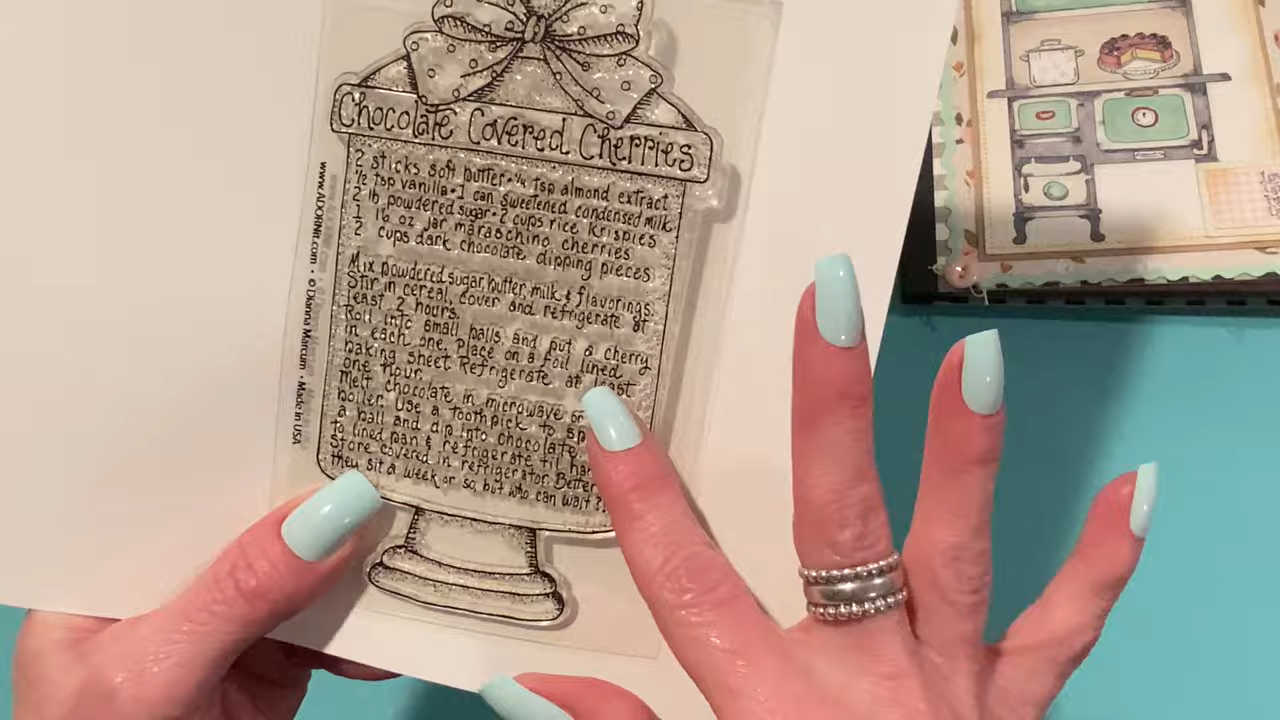 Chocolate Covered Cherries
2 sticks soft butter • ¼ tsp almond extract
½ tsp vanilla • 1 can sweetened condensed milk
2 lb powdered sugar • 2 cups rice krispies
1 16 oz jar maraschino cherries
2 cups dark chocolate dipping pieces
Mix powdered sugar, butter, milk & flavorings.
Stir in cereal, cover and refrigerate at
least 2 hours.
Roll into small balls, and put a cherry
in each one. Place on a foil lined
baking sheet. Refrigerate at least
one hour.
Melt chocolate in microwave or
boiler. Use a toothpick to sp
a ball and dip into chocolate
to lined pan & refrigerate til ha
Store covered in refrigerator. Better
they sit a week or so, but who can wait?
www.ADORNit.com • © Dianna Marcum • Made in USA